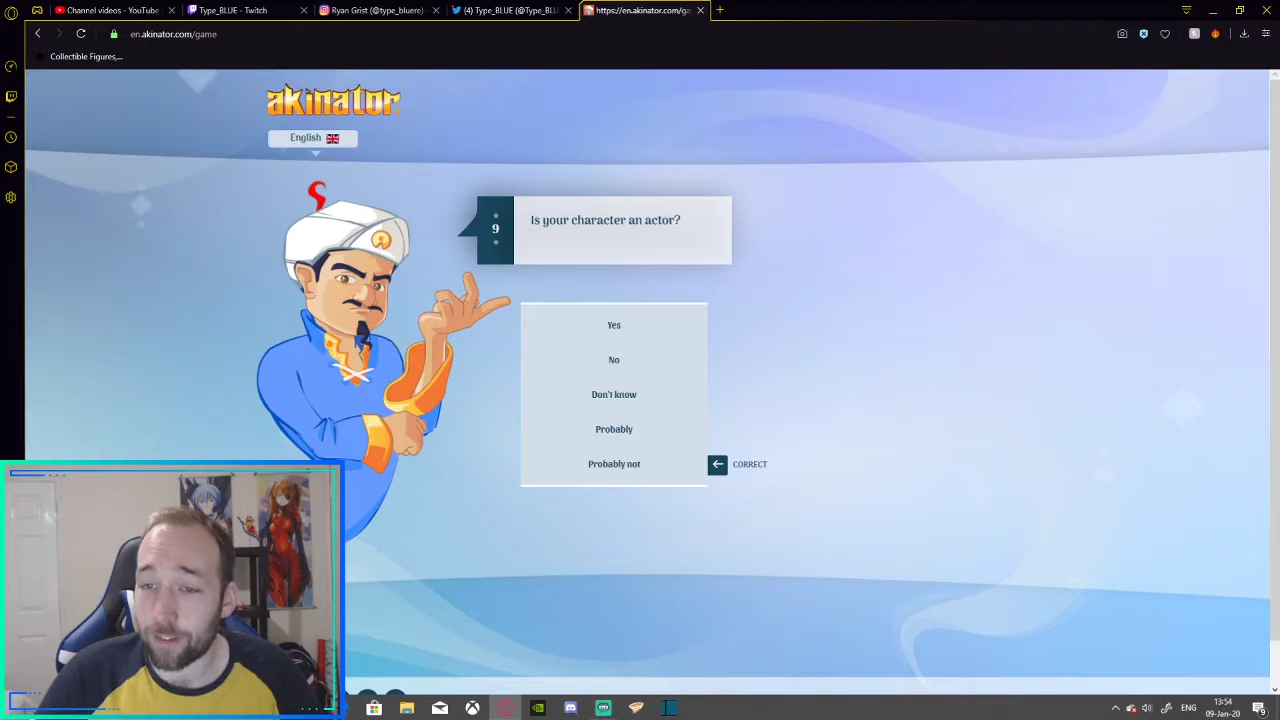 Channel videos - YouTube
Type_BLUE - Twitch
Ryan Grist (@type_bluere) •
(4) Type_BLUE (@Type_BL
https://en.akinator.com/ga
en.akinator.com/game
Collectible Figures,...
akinator
English
9
Is your character an actor?
Yes
No
Don't know
Probably
Probably not
CORRECT
ENG
13:54
09-Jan-20